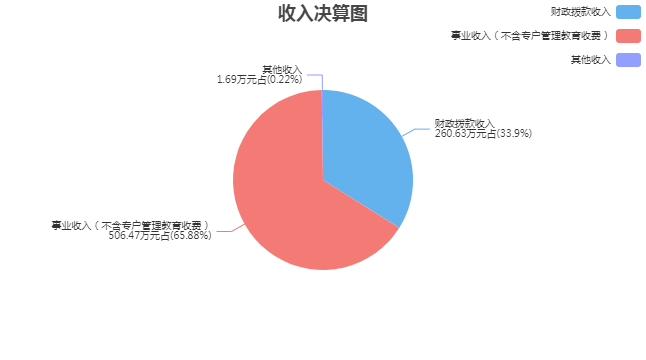 收入决算图
财政拨款收入
事业收入（不含专户管理教育收费）
其他收入
其他收入
1.69万元占(0.22%)
财政拨款收入
260.63万元占(33.9%)
事业收入（不含专户管理教育收费）
506.47万元占(65.88%)